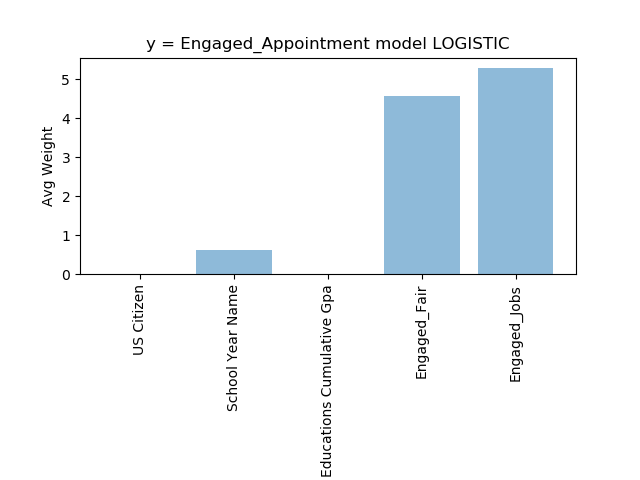 y = Engaged_Appointment model LOGISTIC
Avg Weight
5
4
3
2
1
0
US Citizen
School Year Name
Educations Cumulative Gpa
Engaged_Fair
Engaged_Jobs